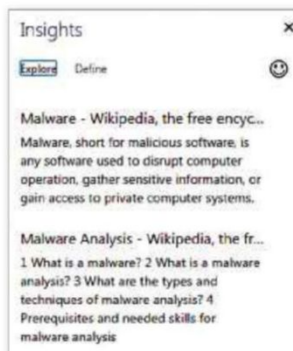 Insights
Explore Define
Malware - Wikipedia, the free encyc...
Malware, short for malicious software, is
any software used to disrupt computer
operation, gather sensitive information, or
gain access to private computer systems.
Malware Analysis - Wikipedia, the fr...
1 What is a malware? 2 What is a malware
analysis? 3 What are the types and
techniques of malware analysis? 4
Prerequisites and needed skills for
malware analysis